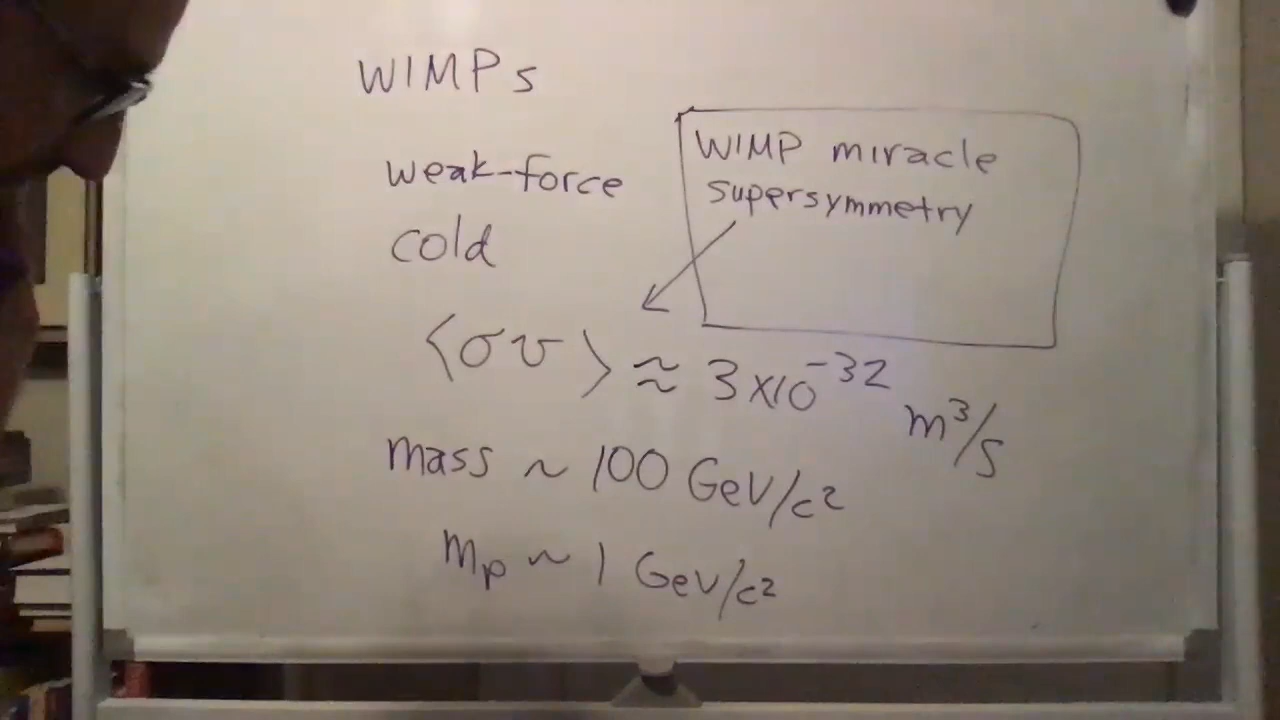 WIMPs
weak-force
cold
WIMP miracle
supersymmetry
⟨σv⟩ ≈ 3×10⁻³² m³/s
mass ~ 100 GeV/c²
mₚ ~ 1 GeV/c²